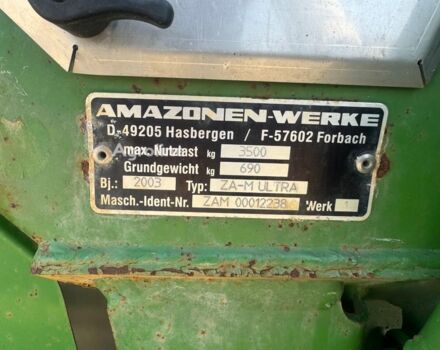 AMAZONEN-WERKE
D-49205 Hasbergen / F-57602 Forbach
max. Nutzlast kg 3500
Grundgewicht kg 690
Bj.: 2003 Typ: ZA-M ULTRA
Masch.-Ident-Nr. ZAM 00012238 Werk 1